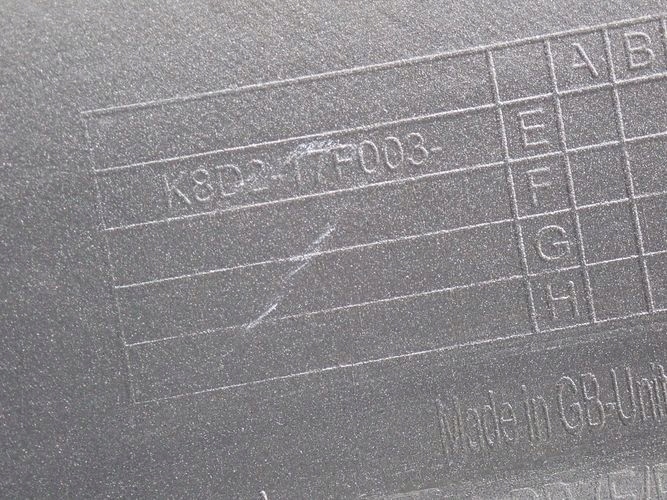 A B
E
K8D2-17F003-
F
G
H
Made in GB-Unit